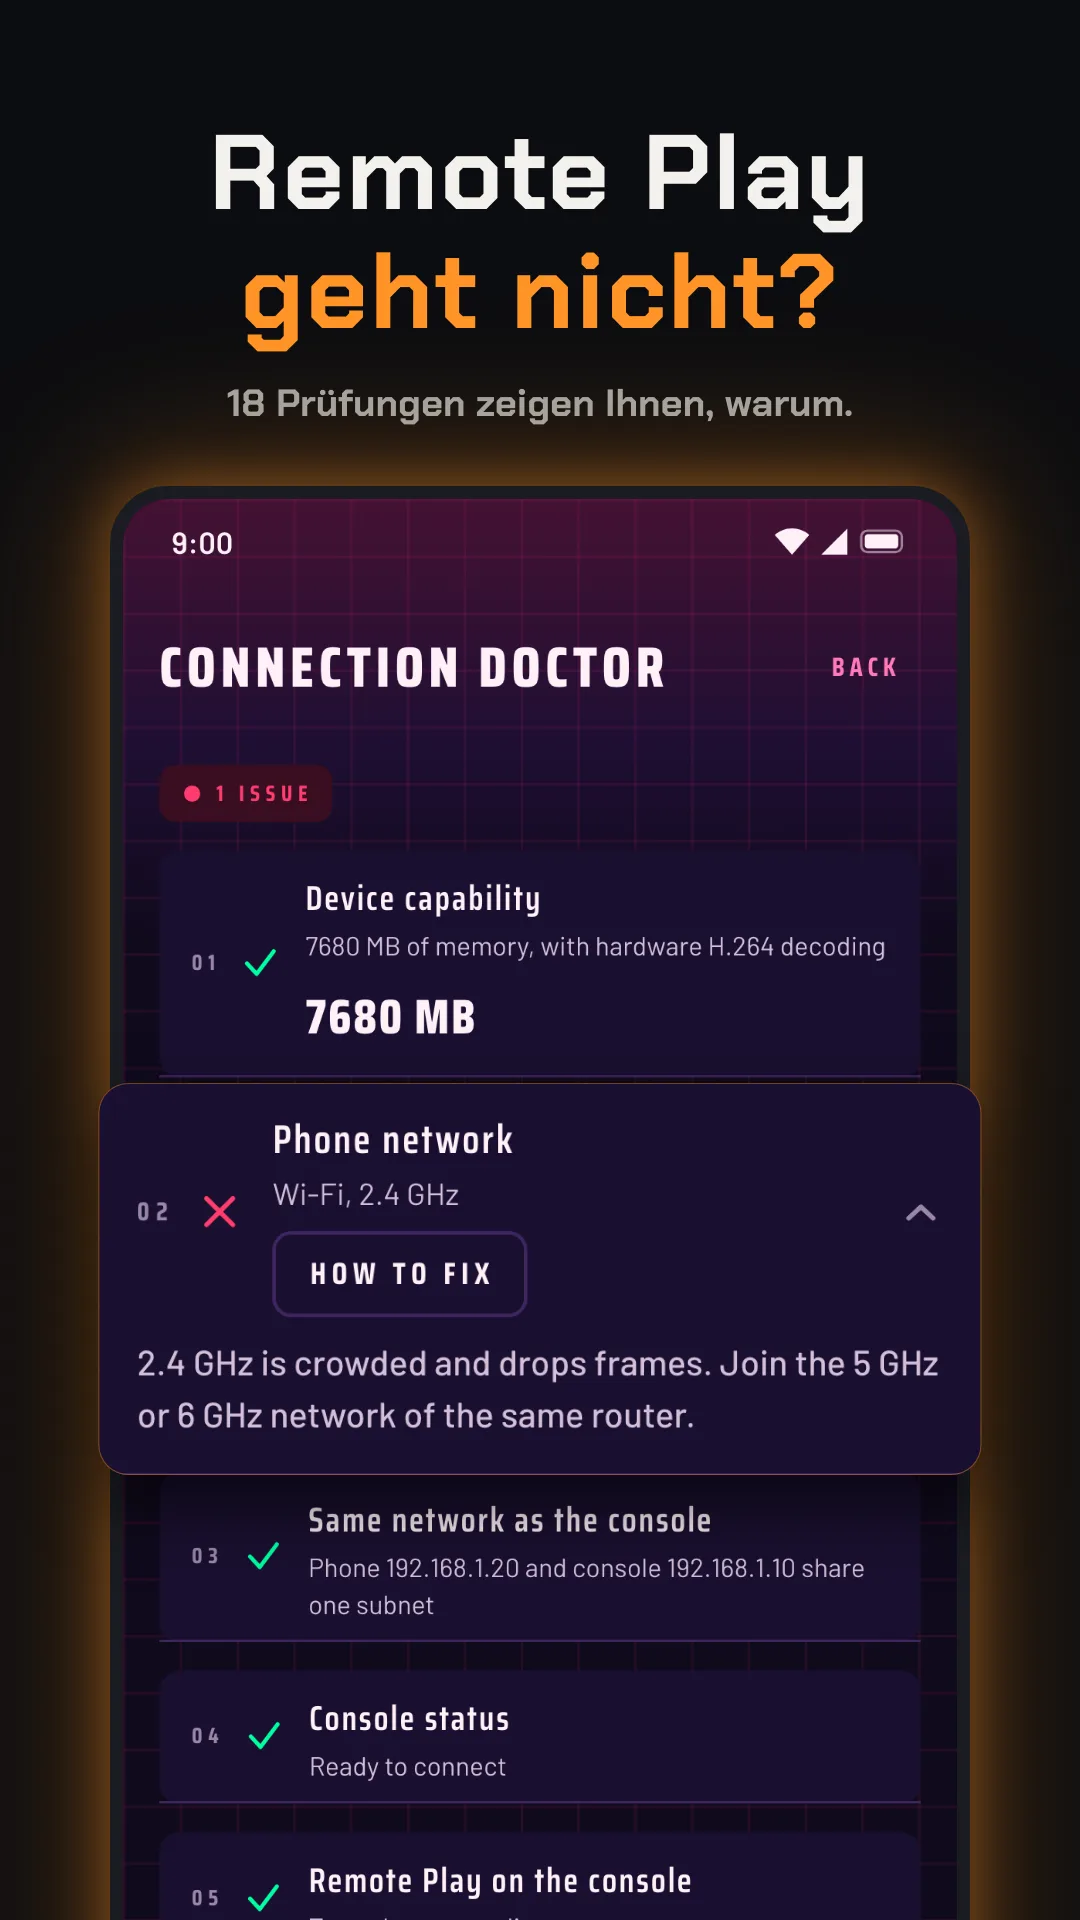 Remote Play
geht nicht?
18 Prüfungen zeigen Ihnen, warum.
9:00
CONNECTION DOCTOR
BACK
1 ISSUE
01
Device capability
7680 MB of memory, with hardware H.264 decoding
7680 MB
02
Phone network
Wi-Fi, 2.4 GHz
HOW TO FIX
2.4 GHz is crowded and drops frames. Join the 5 GHz
or 6 GHz network of the same router.
03
Same network as the console
Phone 192.168.1.20 and console 192.168.1.10 share
one subnet
04
Console status
Ready to connect
05
Remote Play on the console